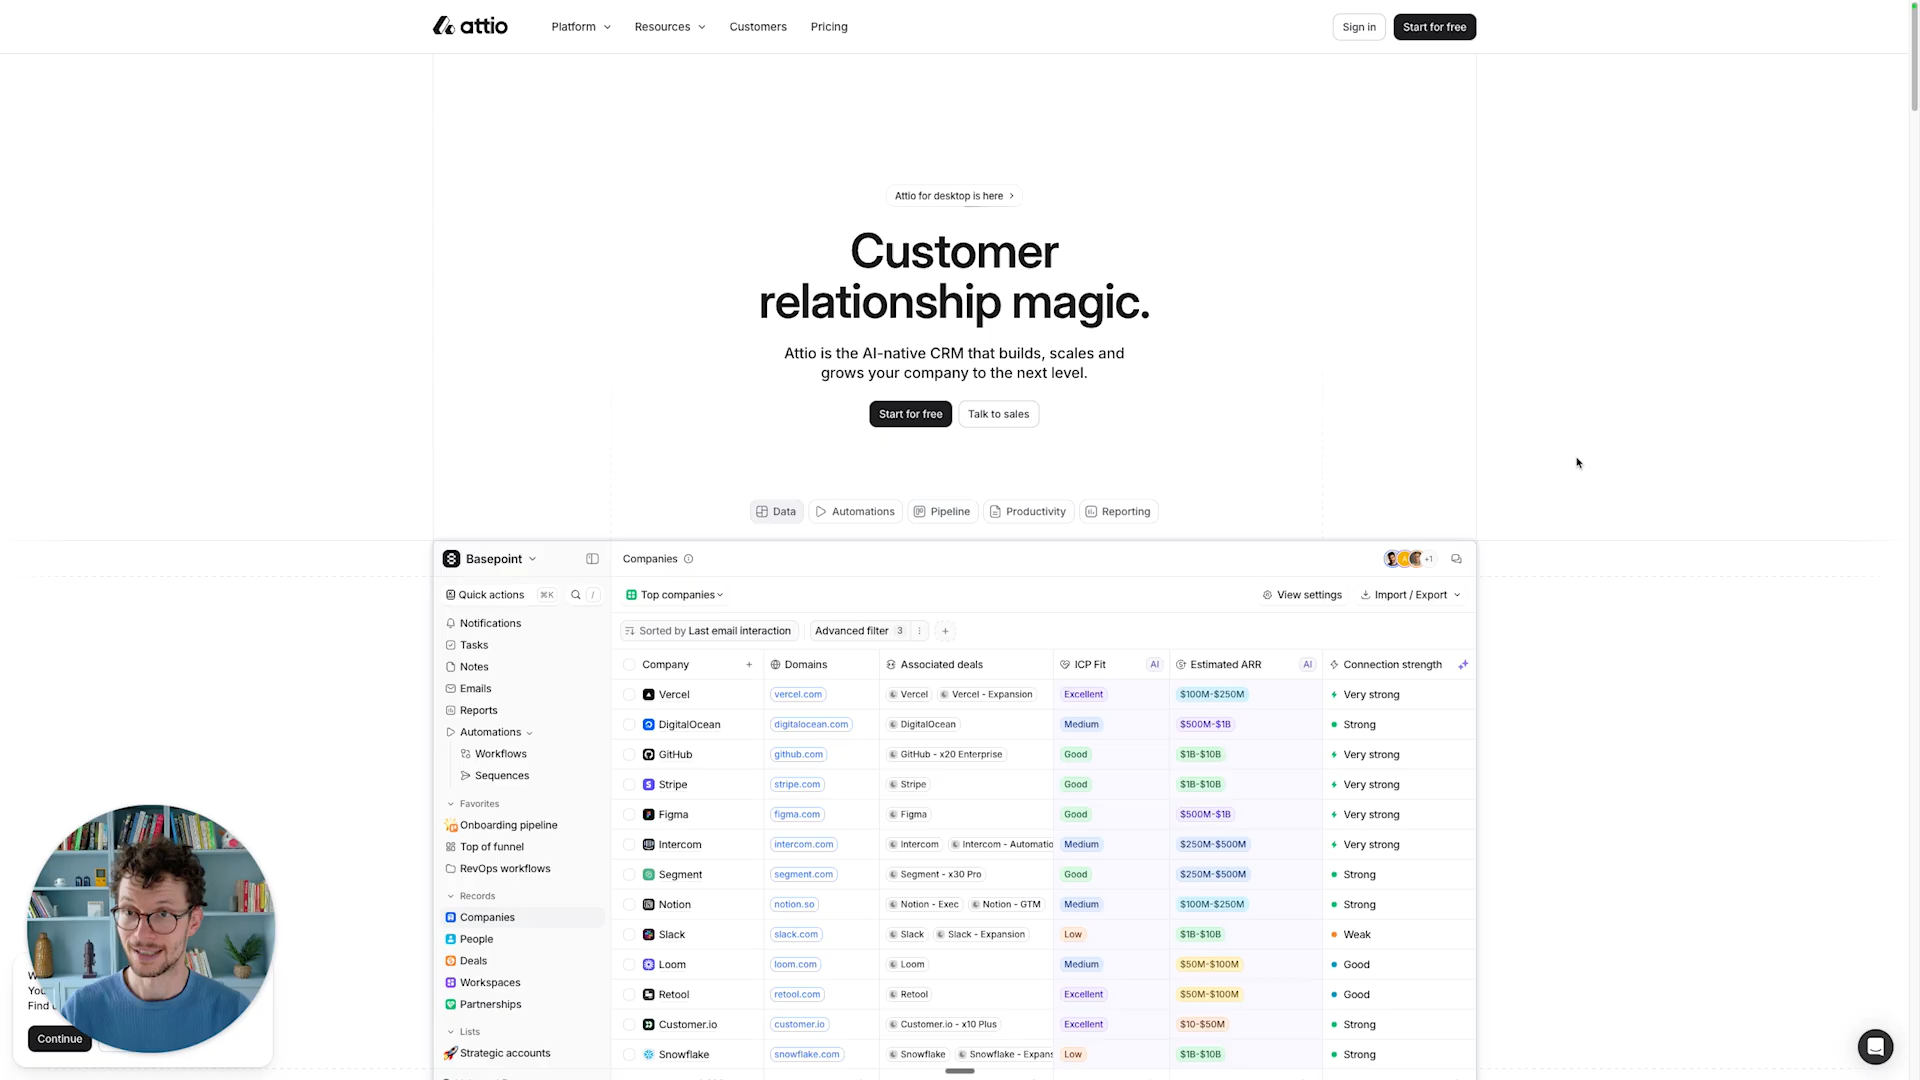 attio
Platform
Resources
Customers
Pricing
Sign in
Start for free
Attio for desktop is here
Customer
relationship magic.
Attio is the AI-native CRM that builds, scales and
grows your company to the next level.
Start for free
Talk to sales
Data
Automations
Pipeline
Productivity
Reporting
Basepoint
Quick actions ⌘K /
Notifications
Tasks
Notes
Emails
Reports
Automations
Workflows
Sequences
Favorites
Onboarding pipeline
Top of funnel
RevOps workflows
Records
Companies
People
Deals
Workspaces
Partnerships
Lists
Strategic accounts
Companies
+1
Top companies
View settings
Import / Export
Sorted by Last email interaction
Advanced filter 3
Company + Domains Associated deals ICP Fit AI Estimated ARR AI Connection strength
Vercel vercel.com Vercel Vercel - Expansion Excellent $100M-$250M Very strong
DigitalOcean digitalocean.com DigitalOcean Medium $500M-$1B Strong
GitHub github.com GitHub - x20 Enterprise Good $1B-$10B Very strong
Stripe stripe.com Stripe Good $1B-$10B Very strong
Figma figma.com Figma Good $500M-$1B Very strong
Intercom intercom.com Intercom Intercom - Automatio Medium $250M-$500M Very strong
Segment segment.com Segment - x30 Pro Good $250M-$500M Strong
Notion notion.so Notion - Exec Notion - GTM Medium $100M-$250M Strong
Slack slack.com Slack Slack - Expansion Low $1B-$10B Weak
Loom loom.com Loom Medium $50M-$100M Good
Retool retool.com Retool Excellent $50M-$100M Good
Customer.io customer.io Customer.io - x10 Plus Excellent $10-$50M Strong
Snowflake snowflake.com Snowflake Snowflake - Expans Low $1B-$10B Strong
You
Find
Continue